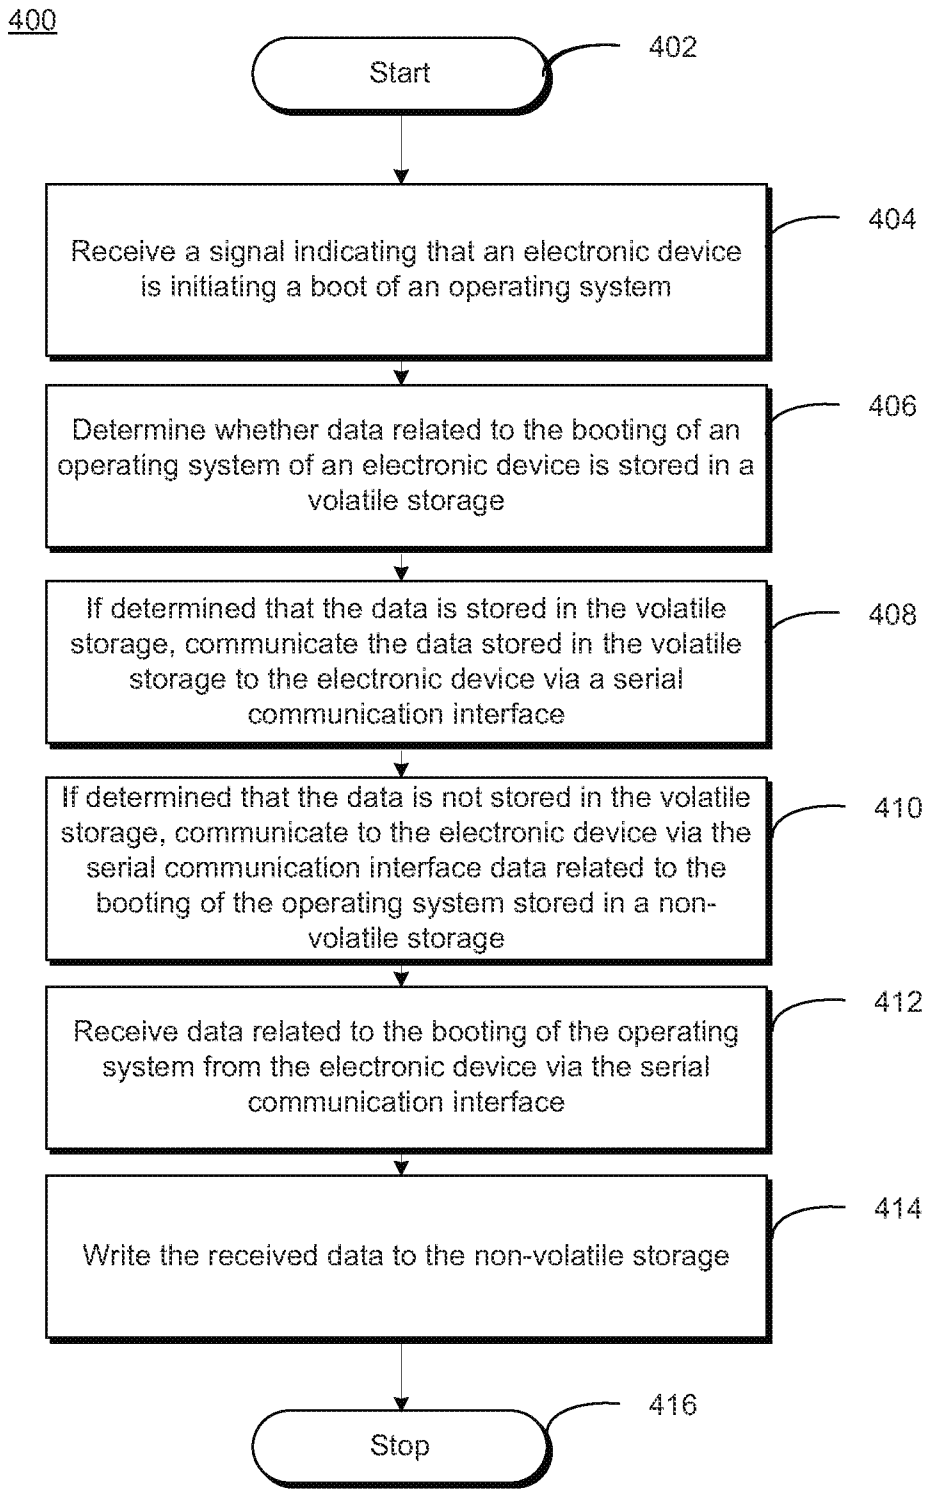 400
Start
402
Receive a signal indicating that an electronic device
is initiating a boot of an operating system
404
Determine whether data related to the booting of an
operating system of an electronic device is stored in a
volatile storage
406
If determined that the data is stored in the volatile
storage, communicate the data stored in the volatile
storage to the electronic device via a serial
communication interface
408
If determined that the data is not stored in the volatile
storage, communicate to the electronic device via the
serial communication interface data related to the
booting of the operating system stored in a non-
volatile storage
410
Receive data related to the booting of the operating
system from the electronic device via the serial
communication interface
412
Write the received data to the non-volatile storage
414
Stop
416